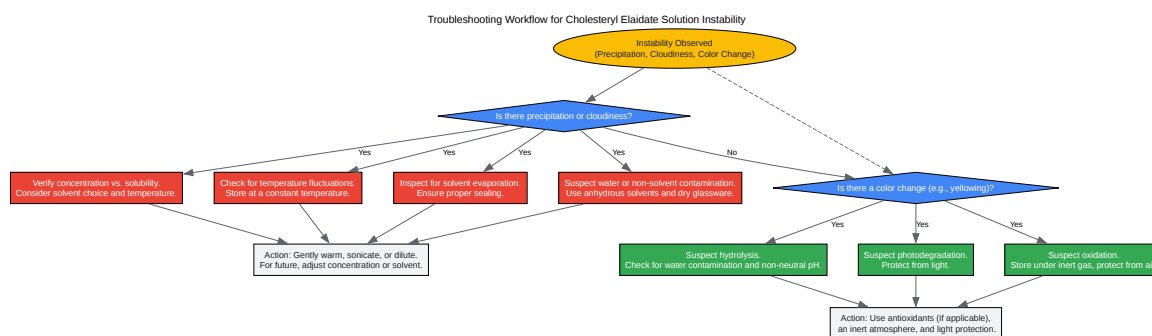 Troubleshooting Workflow for Cholesteryl Elaidate Solution Instability
Instability Observed
(Precipitation, Cloudiness, Color Change)
Is there precipitation or cloudiness?
Yes
Yes
Yes
Yes
No
Verify concentration vs. solubility.
Consider solvent choice and temperature.
Check for temperature fluctuations.
Store at a constant temperature.
Inspect for solvent evaporation.
Ensure proper sealing.
Suspect water or non-solvent contamination.
Use anhydrous solvents and dry glassware.
Is there a color change (e.g., yellowing)?
Yes
Yes
Yes
Action: Gently warm, sonicate, or dilute.
For future, adjust concentration or solvent.
Suspect hydrolysis.
Check for water contamination and non-neutral pH.
Suspect photodegradation.
Protect from light.
Suspect oxidation.
Store under inert gas, protect from ai
Action: Use antioxidants (if applicable),
an inert atmosphere, and light protection.